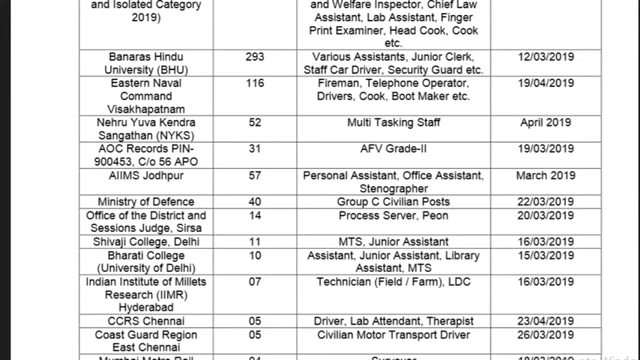 and Isolated Category and Welfare Inspector, Chief Law
2019) Assistant, Lab Assistant, Finger
Print Examiner, Head Cook, Cook
etc.
Banaras Hindu 293 Various Assistants, Junior Clerk, 12/03/2019
University (BHU) Staff Car Driver, Security Guard etc.
Eastern Naval 116 Fireman, Telephone Operator, 19/04/2019
Command Drivers, Cook, Boot Maker etc.
Visakhapatnam
Nehru Yuva Kendra 52 Multi Tasking Staff April 2019
Sangathan (NYKS)
AOC Records PIN- 31 AFV Grade-II 19/03/2019
900453, C/o 56 APO
AIIMS Jodhpur 57 Personal Assistant, Office Assistant, March 2019
Stenographer
Ministry of Defence 40 Group C Civilian Posts 22/03/2019
Office of the District and 14 Process Server, Peon 20/03/2019
Sessions Judge, Sirsa
Shivaji College, Delhi 11 MTS, Junior Assistant 16/03/2019
Bharati College 10 Assistant, Junior Assistant, Library 15/03/2019
(University of Delhi) Assistant, MTS
Indian Institute of Millets 07 Technician (Field / Farm), LDC 16/03/2019
Research (IIMR)
Hyderabad
CCRS Chennai 05 Driver, Lab Attendant, Therapist 23/04/2019
Coast Guard Region 05 Civilian Motor Transport Driver 26/03/2019
East Chennai
Mumbai Metro Rail 04 Surveyor 18/03/2019